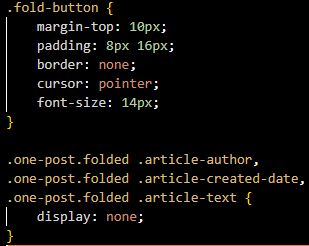 .fold-button {
    margin-top: 10px;
    padding: 8px 16px;
    border: none;
    cursor: pointer;
    font-size: 14px;
}

.one-post.folded .article-author,
.one-post.folded .article-created-date,
.one-post.folded .article-text {
    display: none;
}